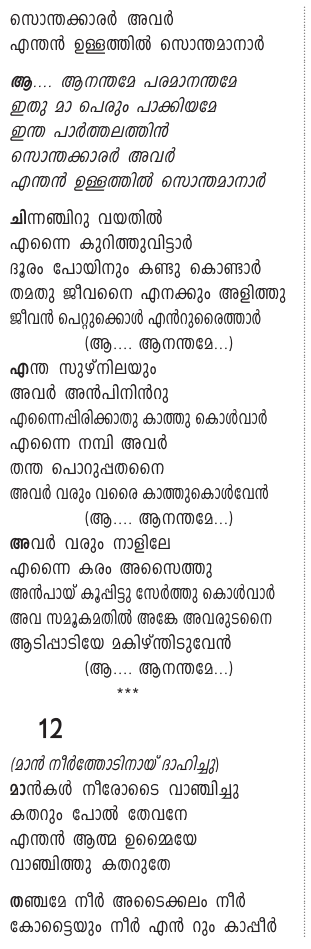 സൊന്തക്കാരർ അവർ
എന്തൻ ഉള്ളത്തിൽ സൊന്തമാനാർ
ആ.... ആനന്തമേ പരമാനന്തമേ
ഇതു മാ പെരും പാക്കിയമേ
ഇന്ത പാർത്തലത്തിൻ
സൊന്തക്കാരർ അവർ
എന്തൻ ഉള്ളത്തിൽ സൊന്തമാനാർ
ചിന്നഞ്ചിറു വയതിൽ
എന്നൈ കുറിത്തുവിട്ടാർ
ദൂരം പോയിനും കണ്ടു കൊണ്ടാർ
തമതു ജീവനൈ എനക്കും അളിത്തു
ജീവൻ പെറ്റുക്കൊൾ എൻറുരൈത്താർ
(ആ.... ആനന്തമേ...)
എന്ത സുഴ്നിലയും
അവർ അൻപിനിൻറു
എന്നൈപ്പിരിക്കാതു കാത്തു കൊൾവാർ
എന്നൈ നമ്പി അവർ
തന്ത പൊറുപ്പതനൈ
അവർ വരും വരൈ കാത്തുകൊൾവേൻ
(ആ.... ആനന്തമേ...)
അവർ വരും നാളിലേ
എന്നൈ കരം അസൈത്തു
അൻപായ് കൂപ്പിട്ടു സേർത്തു കൊൾവാർ
അവ സമൂകമതിൽ അങ്കേ അവരുടനൈ
ആടിപ്പാടിയേ മകിഴ്ന്തിടുവേൻ
(ആ.... ആനന്തമേ...)
***
12
(മാൻ നീർത്തോടിനായ് ദാഹിച്ചു)
മാൻകൾ നീരോടൈ വാഞ്ചിച്ചു
കതറും പോൽ തേവനേ
എന്തൻ ആത്മ ഉമ്മൈയേ
വാഞ്ചിത്തു കതറുതേ
തഞ്ചമേ നീർ അടൈക്കലം നീർ
കോട്ടൈയും നീർ എൻ റും കാപ്പീർ